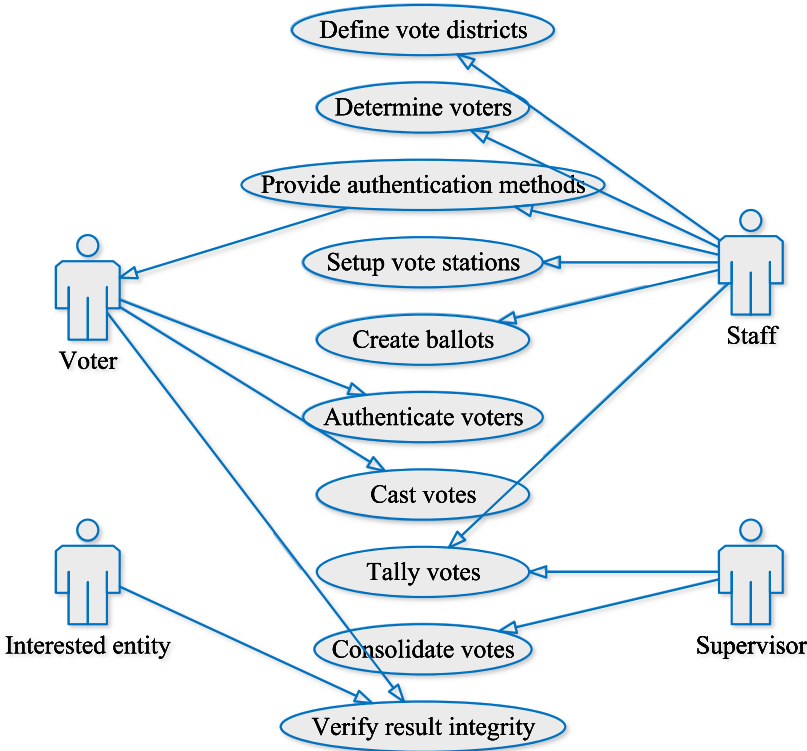 Define vote districts
Determine voters
Provide authentication methods
Setup vote stations
Staff
Create ballots
Voter
Authenticate voters
Cast votes
Tally votes
Interested entity
Consolidate votes
Supervisor
Verify result integrity